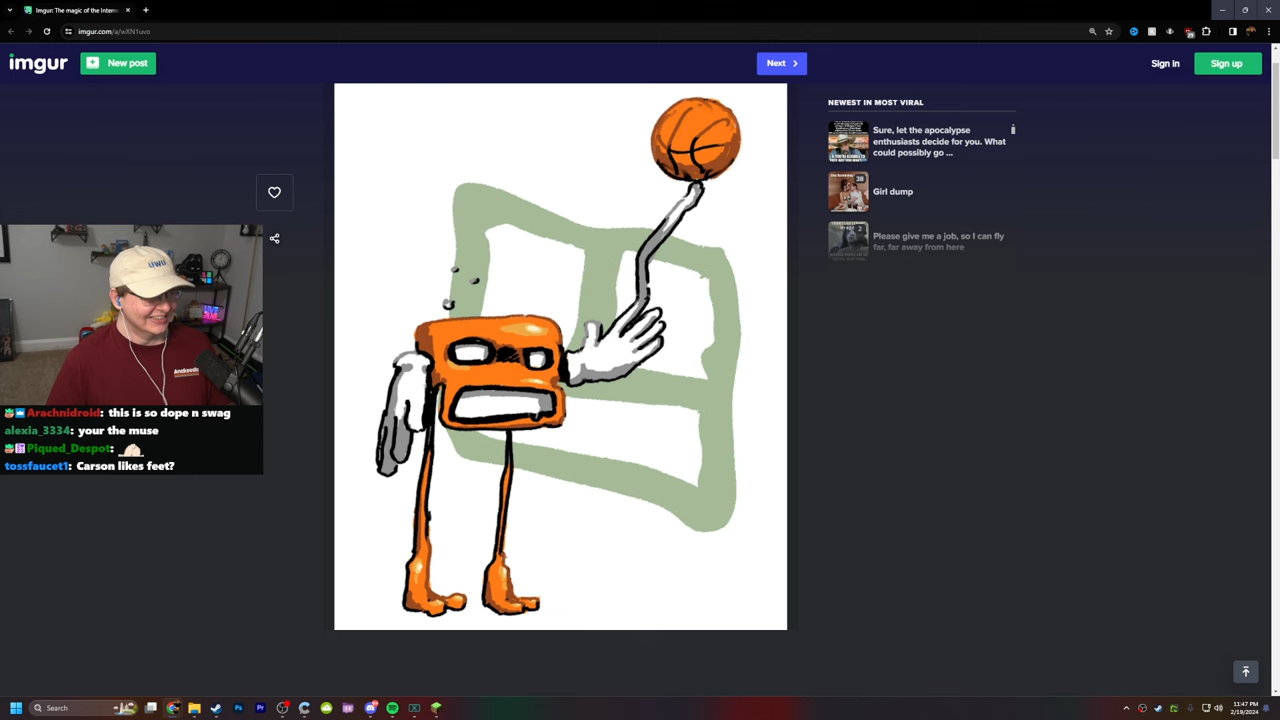 Imgur: The magic of the Intern
imgur.com/a/wXN1uvo
imgur
New post
Next
Sign in
Sign up
NEWEST IN MOST VIRAL
Sure, let the apocalypse
enthusiasts decide for you. What
could possibly go ...
38
Girl dump
2
Please give me a job, so I can fly
far, far away from here
UWU
Arachnidroid: this is so dope n swag
alexia_3334: your the muse
Piqued_Despot:
tossfaucet1: Carson likes feet?
Search
11:47 PM
2/19/2024